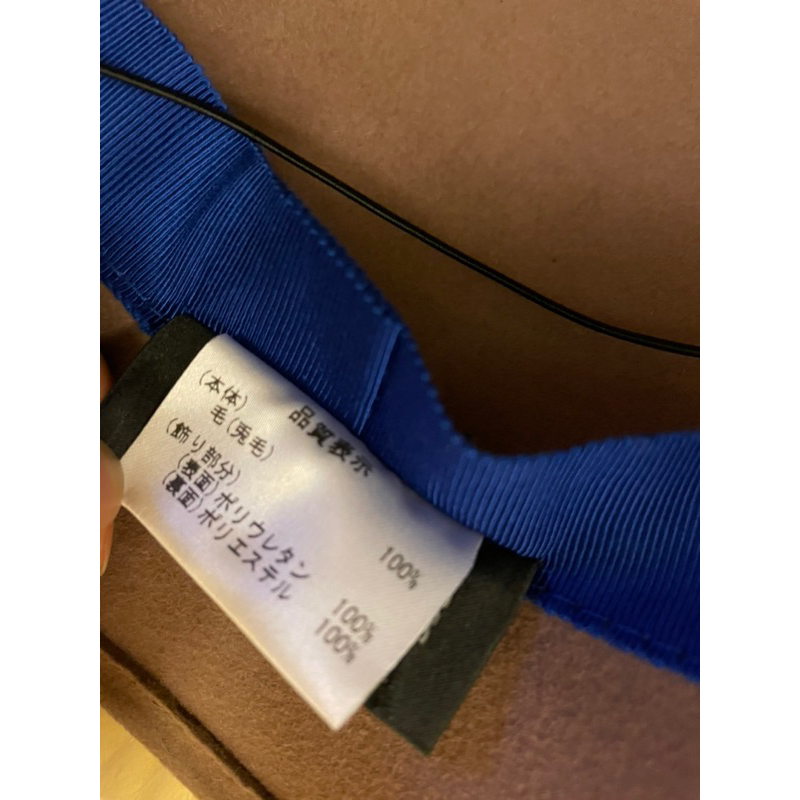 品質表示
(本体)
毛(兎毛) 100%
(飾り部分)
(表面)ポリウレタン 100%
(裏面)ポリエステル 100%